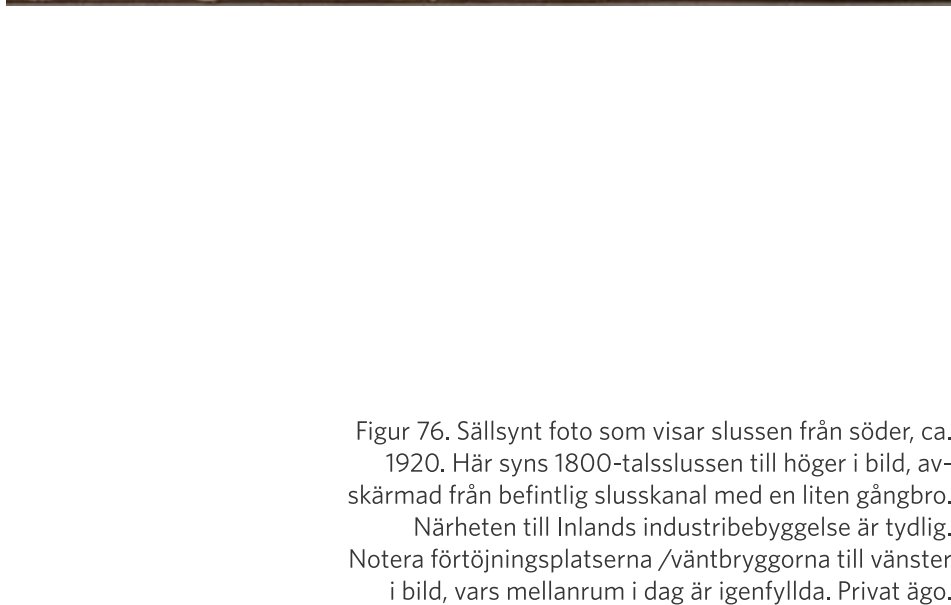 Figur 76. Sällsynt foto som visar slussen från söder, ca.
1920. Här syns 1800-talsslussen till höger i bild, av-
skärmad från befintlig slusskanal med en liten gångbro.
Närheten till Inlands industribebyggelse är tydlig.
Notera förtöjningsplatserna /väntbryggorna till vänster
i bild, vars mellanrum i dag är igenfyllda. Privat ägo.